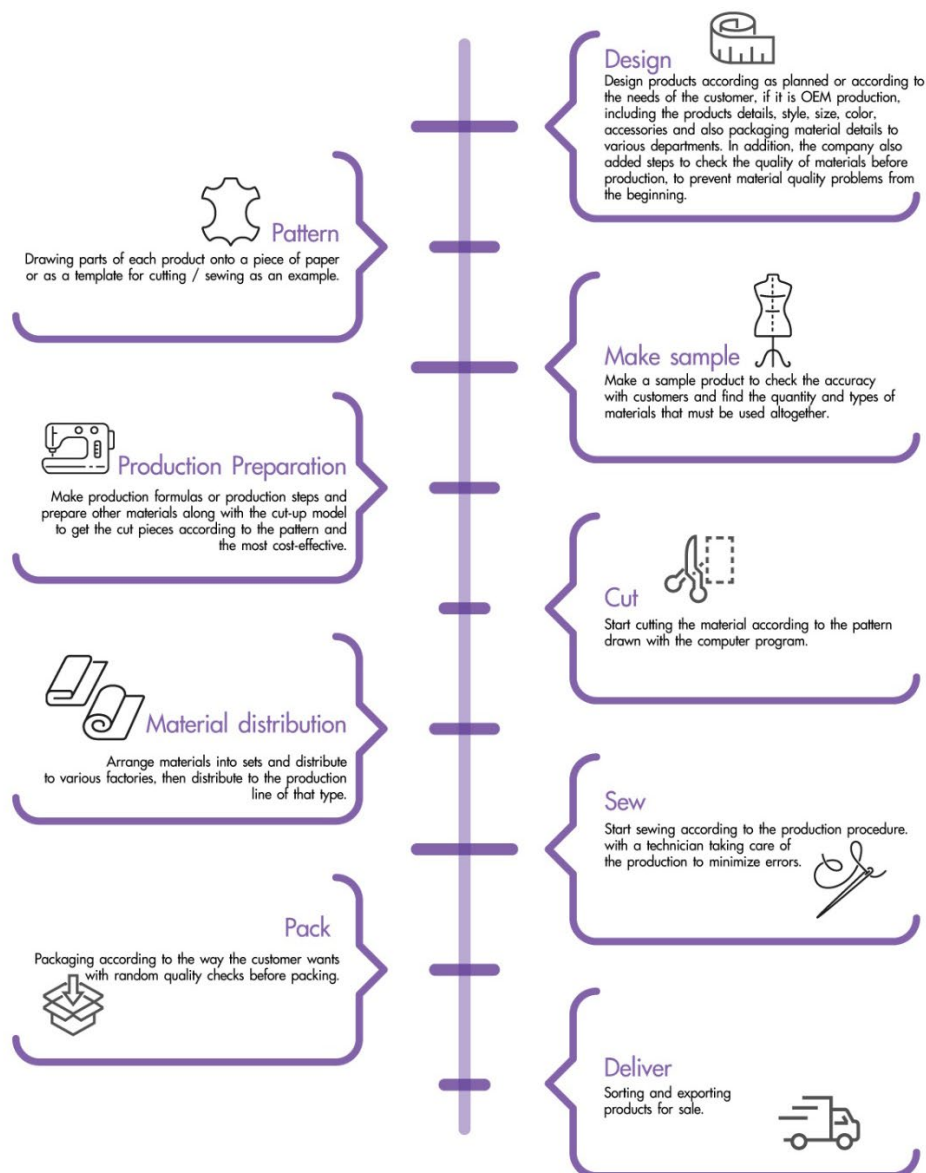 Design
Design products according as planned or according to
the needs of the customer, if it is OEM production,
including the products details, style, size, color,
accessories and also packaging material details to
various departments. In addition, the company also
added steps to check the quality of materials before
production, to prevent material quality problems from
the beginning.
Pattern
Drawing parts of each product onto a piece of paper
or as a template for cutting / sewing as an example.
Make sample
Make a sample product to check the accuracy
with customers and find the quantity and types of
materials that must be used altogether.
Production Preparation
Make production formulas or production steps and
prepare other materials along with the cut-up model
to get the cut pieces according to the pattern and
the most cost-effective.
Cut
Start cutting the material according to the pattern
drawn with the computer program.
Material distribution
Arrange materials into sets and distribute
to various factories, then distribute to the production
line of that type.
Sew
Start sewing according to the production procedure.
with a technician taking care of
the production to minimize errors.
Pack
Packaging according to the way the customer wants
with random quality checks before packing.
Deliver
Sorting and exporting
products for sale.